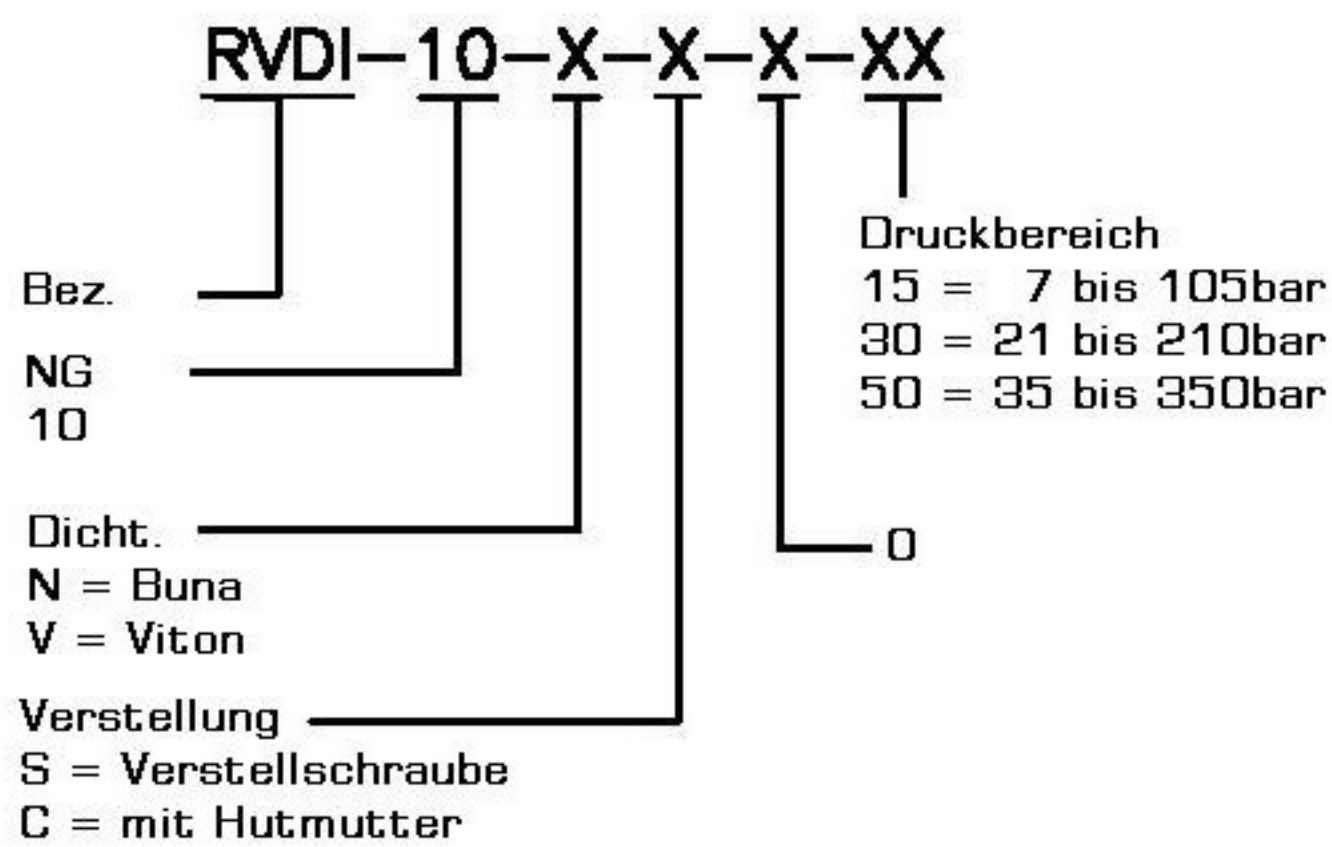 RVDI-10-X-X-X-XX
Druckbereich
15 = 7 bis 105bar
30 = 21 bis 210bar
50 = 35 bis 350bar
Bez.
NG
10
Dicht.
N = Buna
V = Viton
0
Verstellung
S = Verstellschraube
C = mit Hutmutter